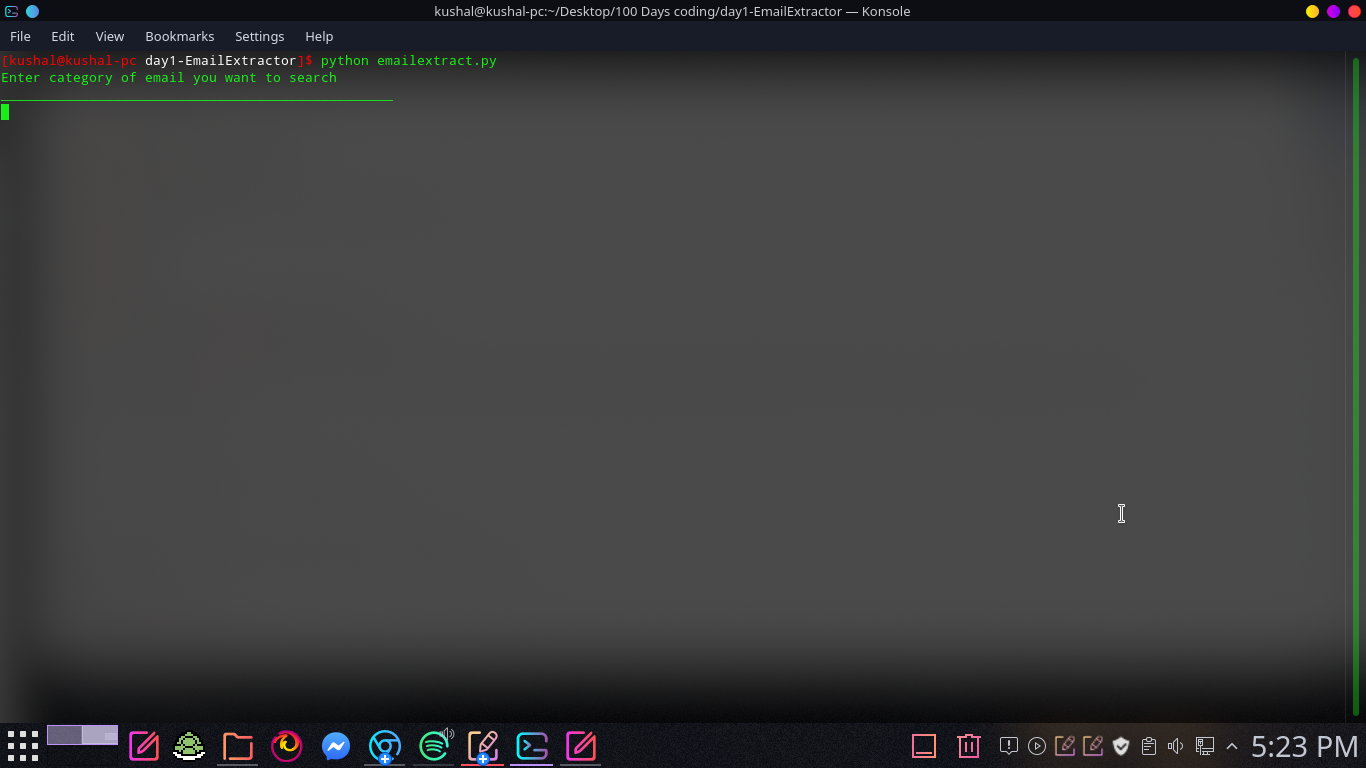 kushal@kushal-pc:~/Desktop/100 Days coding/day1-EmailExtractor — Konsole
File Edit View Bookmarks Settings Help
[kushal@kushal-pc day1-EmailExtractor]$ python emailextract.py
Enter category of email you want to search
_________________________________________________
5:23 PM